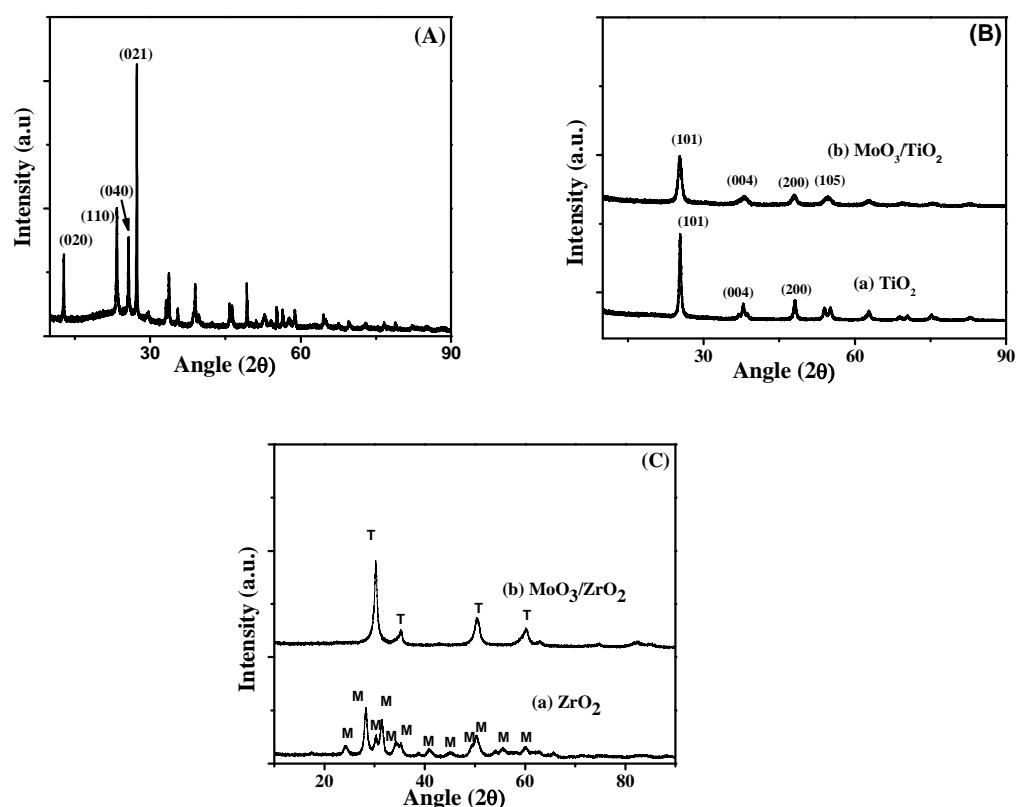 (A)
(021)
(040)
(110)
(020)
Intensity (a.u)
30 60 90
Angle (2θ)
(B)
(101)
(b) MoO3/TiO2
(004) (200) (105)
(101)
(a) TiO2
(004) (200)
Intensity (a.u.)
30 60 90
Angle (2θ)
(C)
T
(b) MoO3/ZrO2
T T T
(a) ZrO2
M M M M M M M M M M M M M
Intensity (a.u.)
20 40 60 80
Angle (2θ)